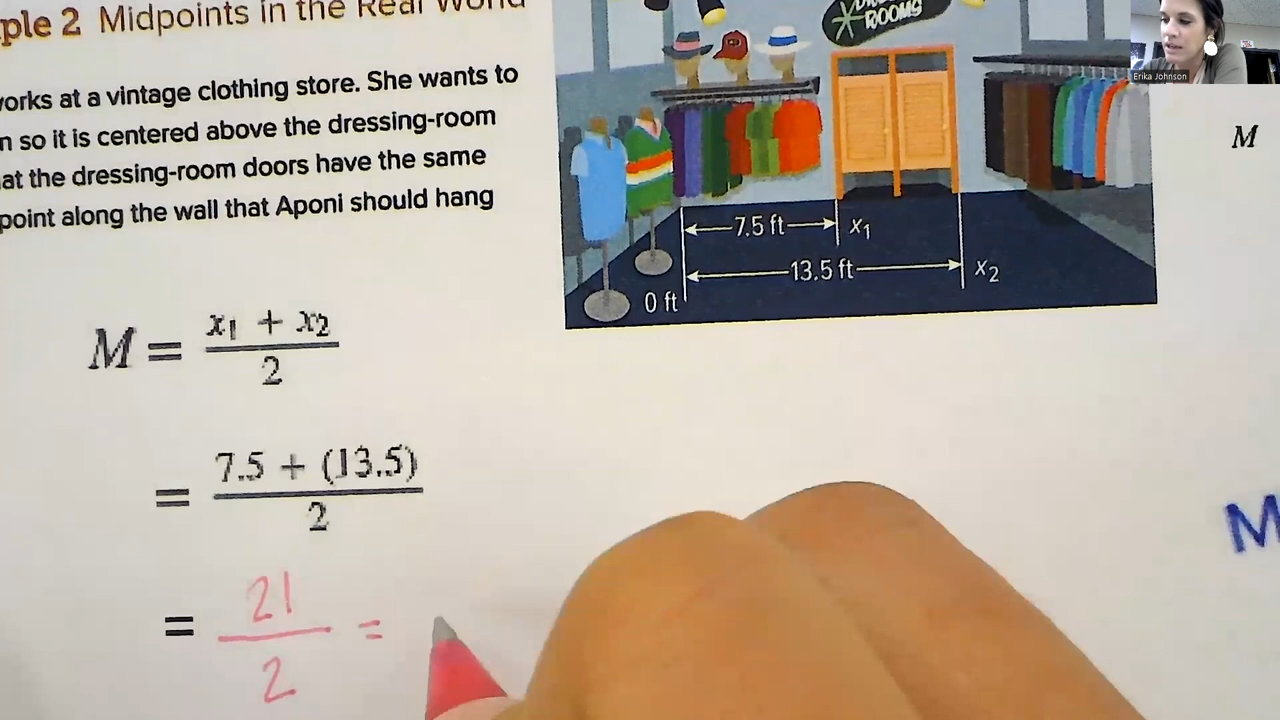 ple 2 Midpoints in the Real World
works at a vintage clothing store. She wants to
n so it is centered above the dressing-room
at the dressing-room doors have the same
point along the wall that Aponi should hang
ROOMS
7.5 ft x₁
13.5 ft x₂
0 ft
Erika Johnson
M
M = (x₁ + x₂)/2
= (7.5 + (13.5))/2
M
= 21/2 =